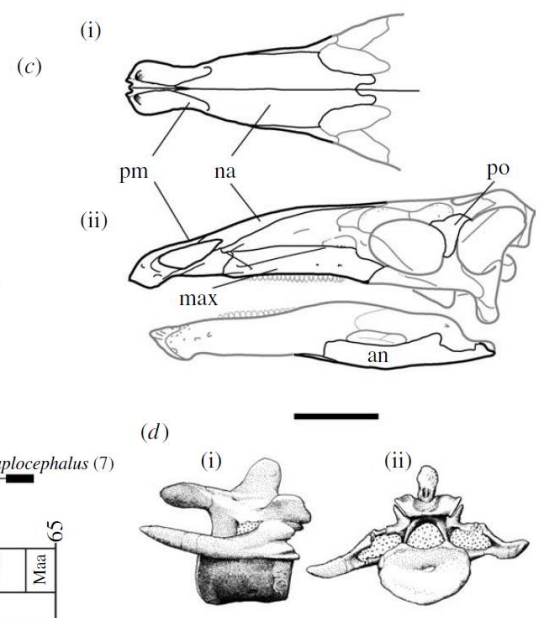 (i)
(c)
pm
na
po
(ii)
max
an
(d)
(i)
(ii)
plocephalus (7)
65
Maa